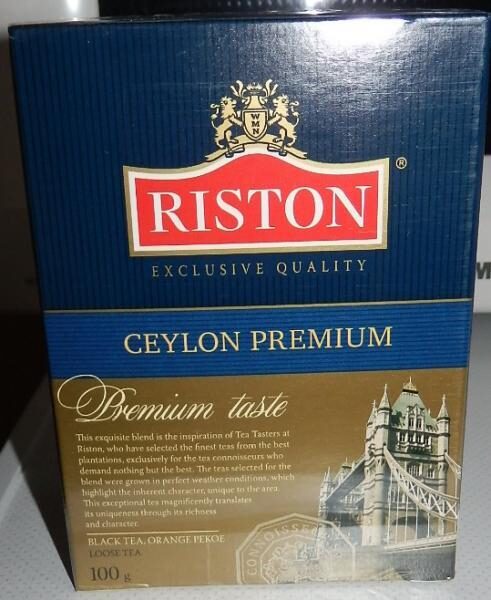 WMN
RISTON®
EXCLUSIVE QUALITY
CEYLON PREMIUM
Premium taste
This exquisite blend is the inspiration of Tea Tasters at
Riston, who have selected the finest teas from the best
plantations, exclusively for the tea connoisseurs who
demand nothing but the best. The teas selected for the
blend were grown in perfect weather conditions, which
highlight the inherent character, unique to the area.
This exceptional tea magnificently translates
its uniqueness through its richness
and character.
BLACK TEA, ORANGE PEKOE
LOOSE TEA
100 g